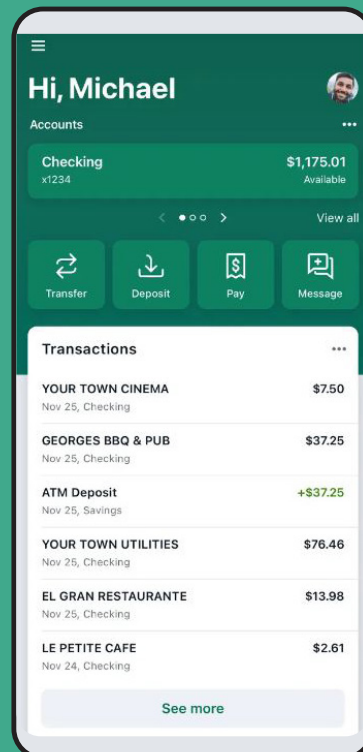 Hi, Michael
Accounts
Checking $1,175.01
x1234 Available
View all
Transfer Deposit Pay Message
Transactions
YOUR TOWN CINEMA $7.50
Nov 25, Checking
GEORGES BBQ & PUB $37.25
Nov 25, Checking
ATM Deposit +$37.25
Nov 25, Savings
YOUR TOWN UTILITIES $76.46
Nov 25, Checking
EL GRAN RESTAURANTE $13.98
Nov 25, Checking
LE PETITE CAFE $2.61
Nov 24, Checking
See more